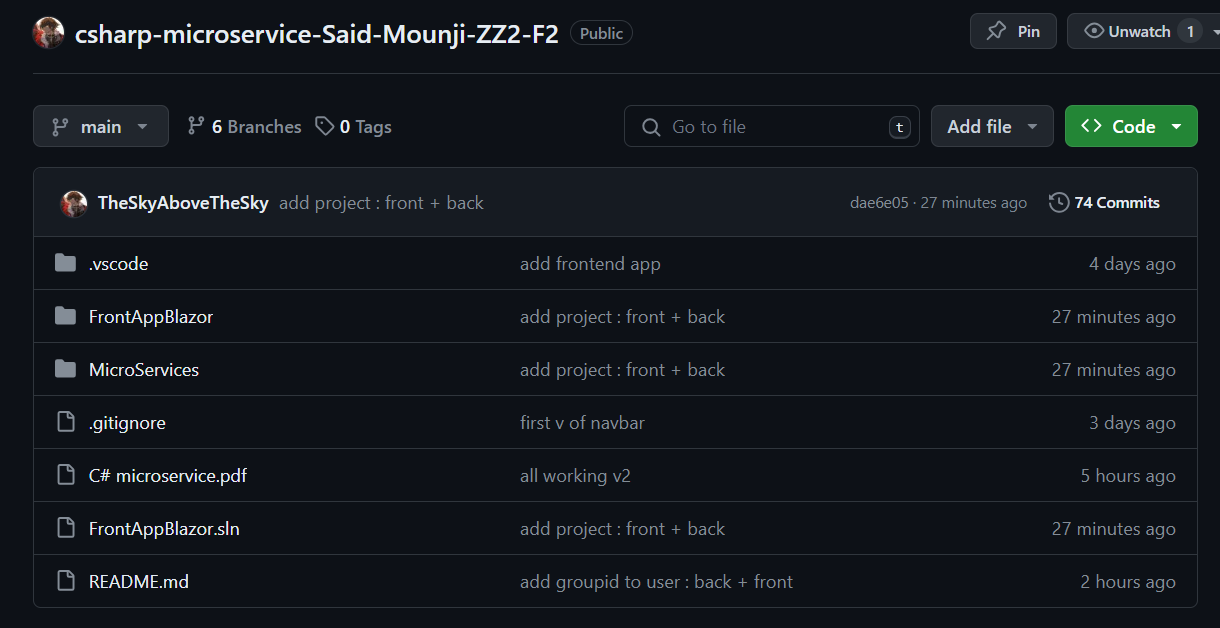 csharp-microservice-Said-Mounji-ZZ2-F2 Public Pin Unwatch 1
main 6 Branches 0 Tags Go to file t Add file Code
TheSkyAboveTheSky add project : front + back dae6e05 · 27 minutes ago 74 Commits
.vscode add frontend app 4 days ago
FrontAppBlazor add project : front + back 27 minutes ago
MicroServices add project : front + back 27 minutes ago
.gitignore first v of navbar 3 days ago
C# microservice.pdf all working v2 5 hours ago
FrontAppBlazor.sln add project : front + back 27 minutes ago
README.md add groupid to user : back + front 2 hours ago